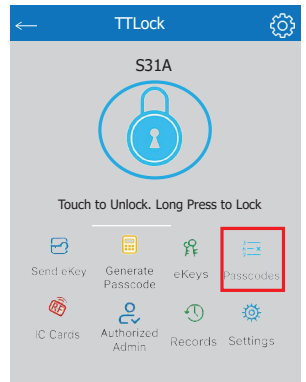 TTLock
S31A
Touch to Unlock. Long Press to Lock
Send eKey
Generate
Passcode
eKeys
Passcodes
IC Cards
Authorized
Admin
Records
Settings
RF